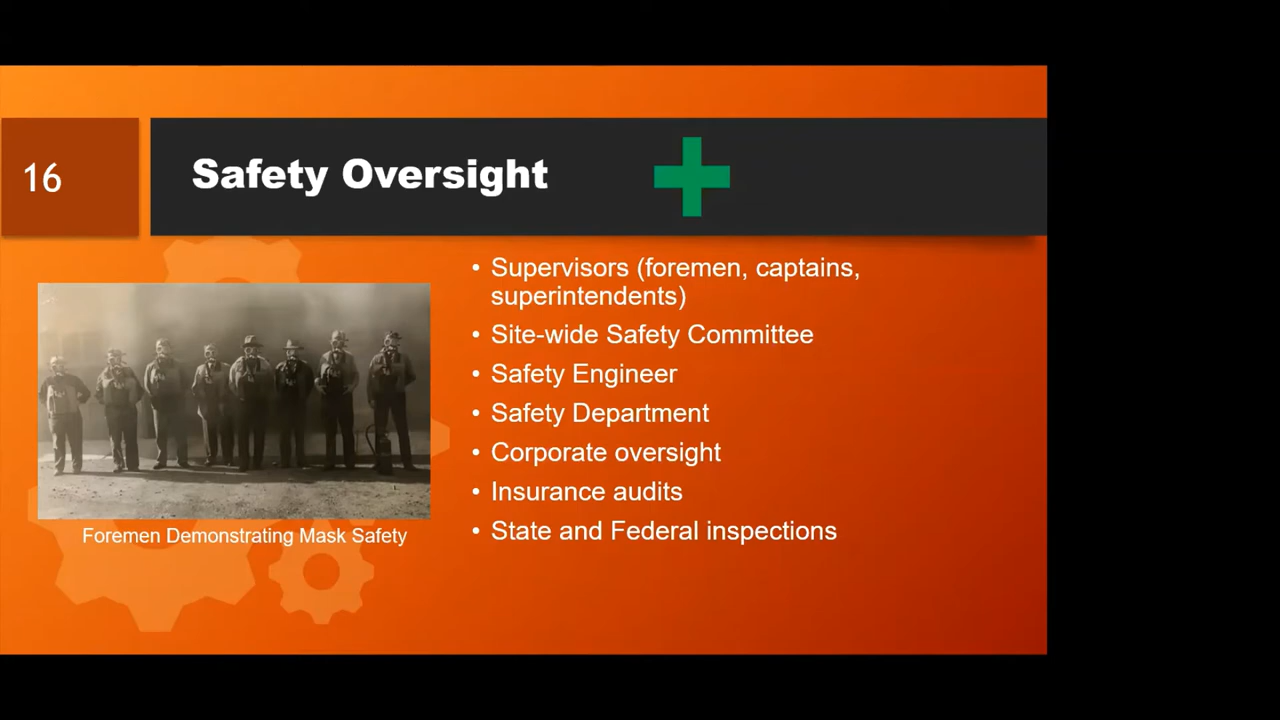 16
Safety Oversight
• Supervisors (foremen, captains,
superintendents)
• Site-wide Safety Committee
• Safety Engineer
• Safety Department
• Corporate oversight
• Insurance audits
• State and Federal inspections
Foremen Demonstrating Mask Safety